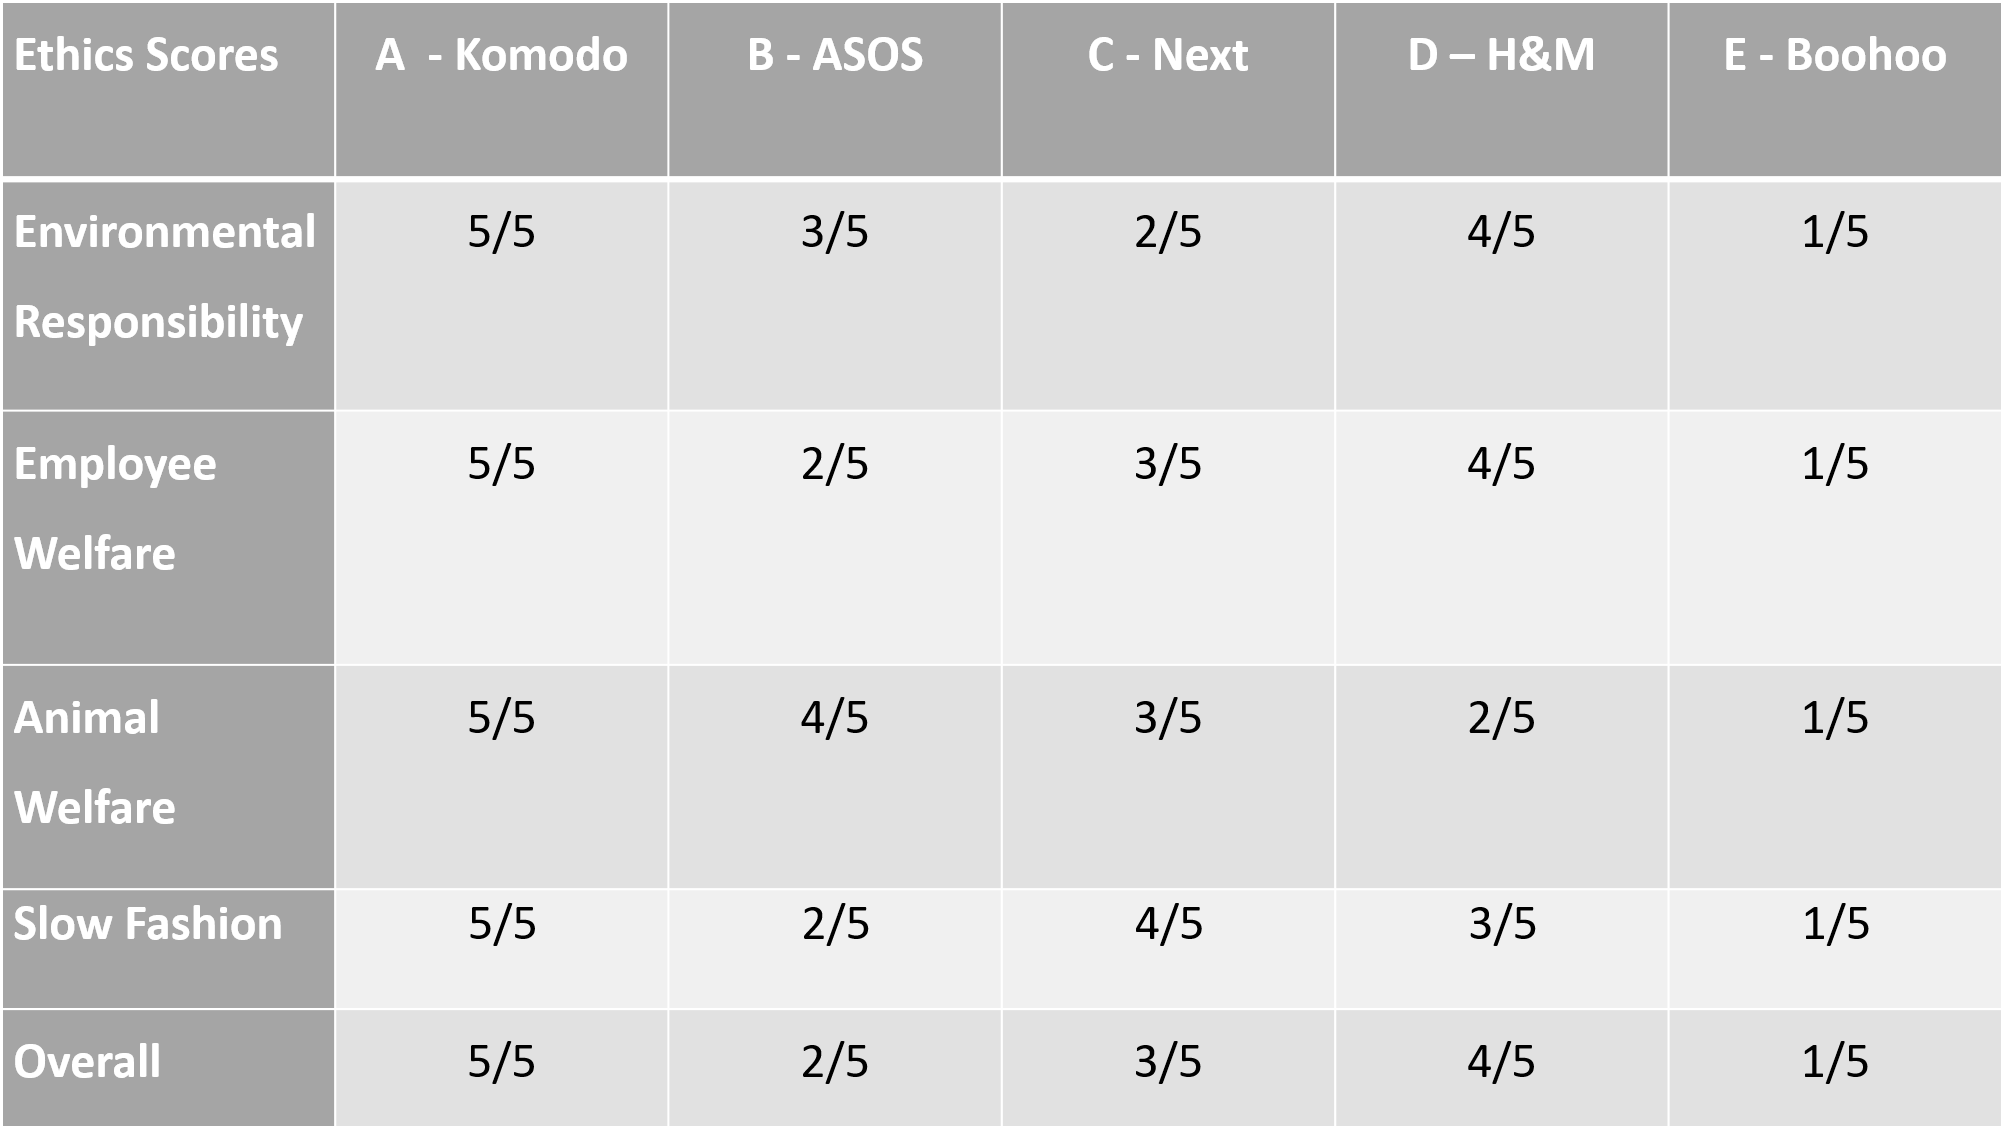 Ethics Scores A  - Komodo B - ASOS C - Next D – H&M E - Boohoo
Environmental 5/5 3/5 2/5 4/5 1/5
Responsibility
Employee 5/5 2/5 3/5 4/5 1/5
Welfare
Animal 5/5 4/5 3/5 2/5 1/5
Welfare
Slow Fashion 5/5 2/5 4/5 3/5 1/5
Overall 5/5 2/5 3/5 4/5 1/5